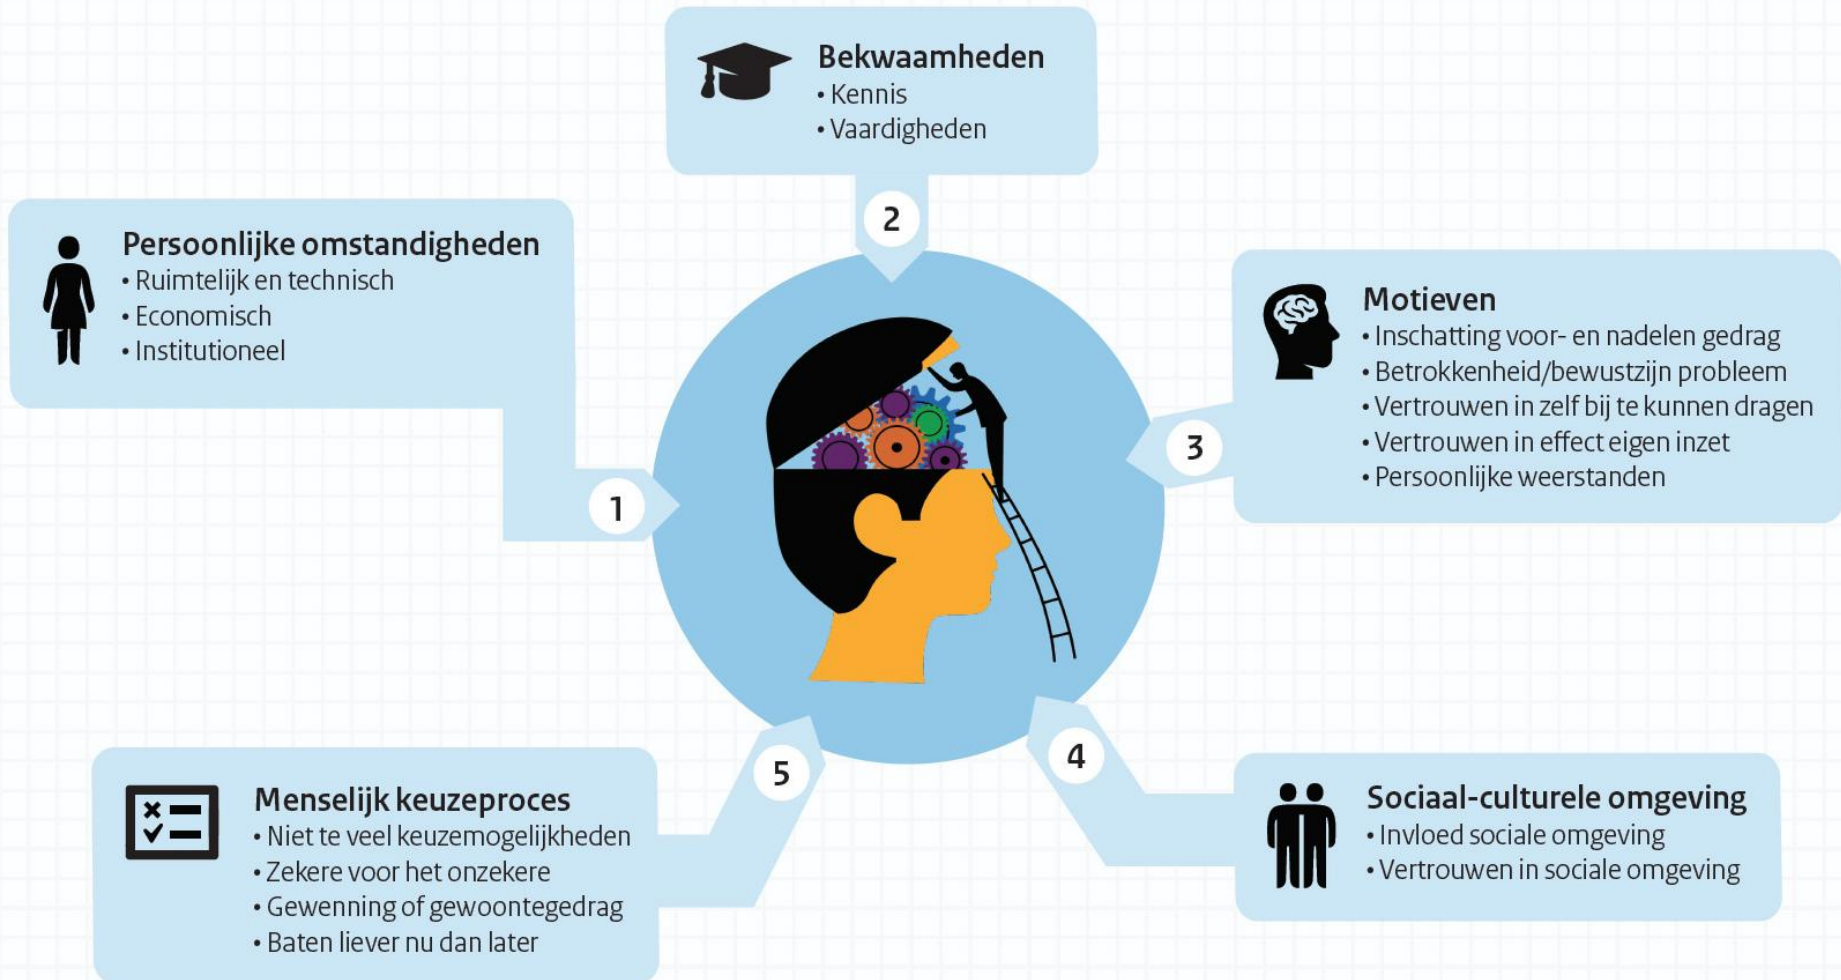 1
Persoonlijke omstandigheden
• Ruimtelijk en technisch
• Economisch
• Institutioneel
2
Bekwaamheden
• Kennis
• Vaardigheden
3
Motieven
• Inschatting voor- en nadelen gedrag
• Betrokkenheid/bewustzijn probleem
• Vertrouwen in zelf bij te kunnen dragen
• Vertrouwen in effect eigen inzet
• Persoonlijke weerstanden
4
Sociaal-culturele omgeving
• Invloed sociale omgeving
• Vertrouwen in sociale omgeving
5
Menselijk keuzeproces
• Niet te veel keuzemogelijkheden
• Zekere voor het onzekere
• Gewenning of gewoontegedrag
• Baten liever nu dan later